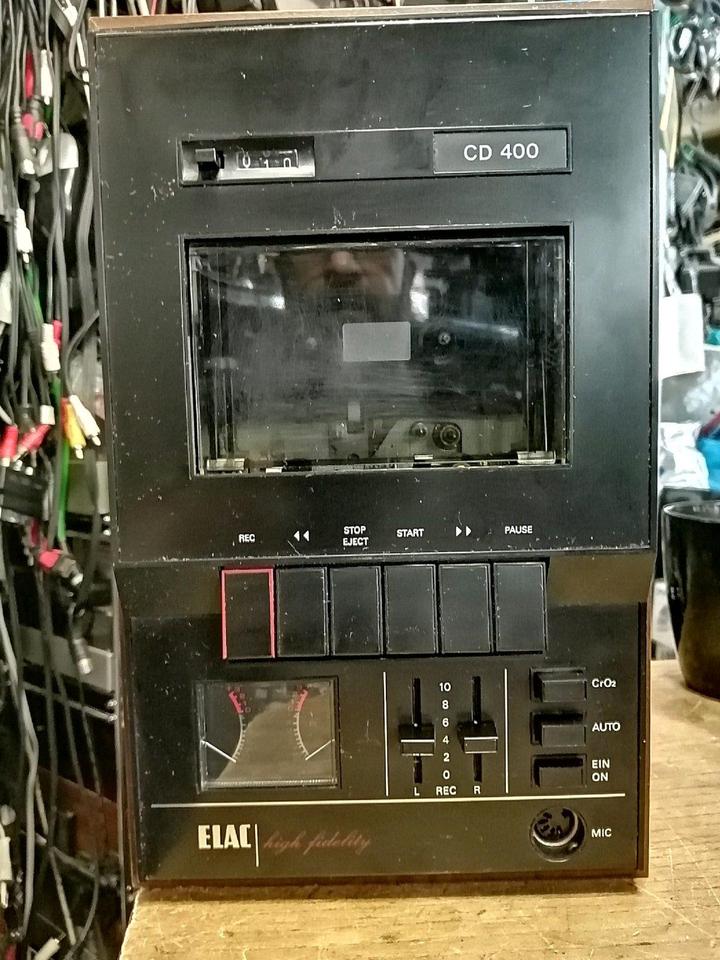 010
CD 400
REC
STOP
EJECT
START
PAUSE
10
8
6
4
2
0
L REC R
CrO₂
AUTO
EIN
ON
ELAC
high fidelity
MIC